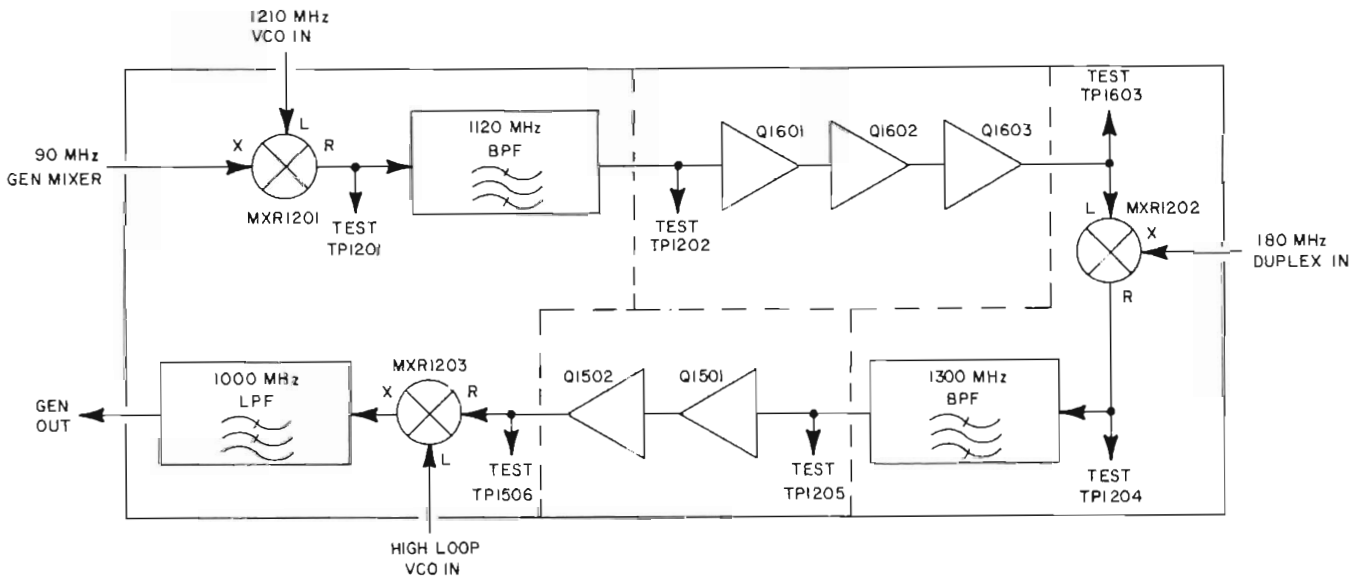 1210 MHz
VCO IN
L
X
R
90 MHz
GEN MIXER
MXR1201
TEST
TP1201
1120 MHz
BPF
TEST
TP1202
Q1601
Q1602
Q1603
TEST
TP1603
L
MXR1202
X
R
180 MHz
DUPLEX IN
GEN
OUT
1000 MHz
LPF
MXR1203
X
R
L
HIGH LOOP
VCO IN
TEST
TP1506
Q1502
Q1501
TEST
TP1205
1300 MHz
BPF
TEST
TP1204